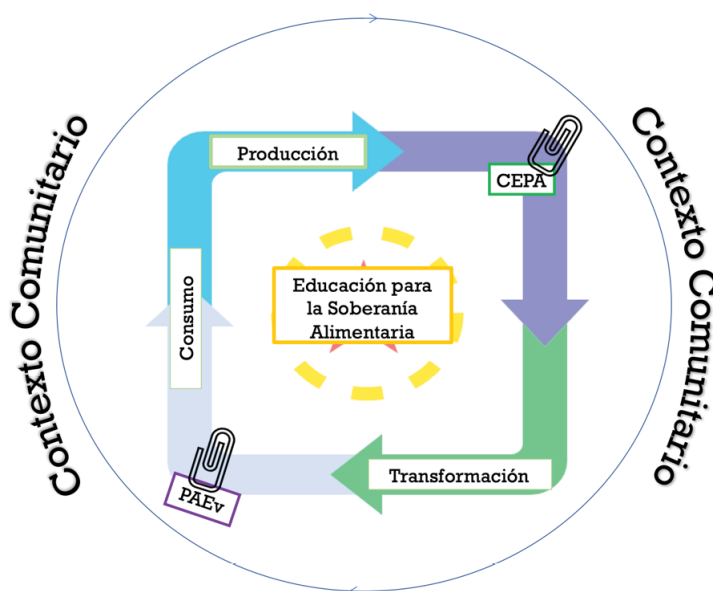 Contexto Comunitario
Contexto Comunitario
Producción
CEPA
Consumo
Educación para
la Soberanía
Alimentaria
Transformación
PAEv